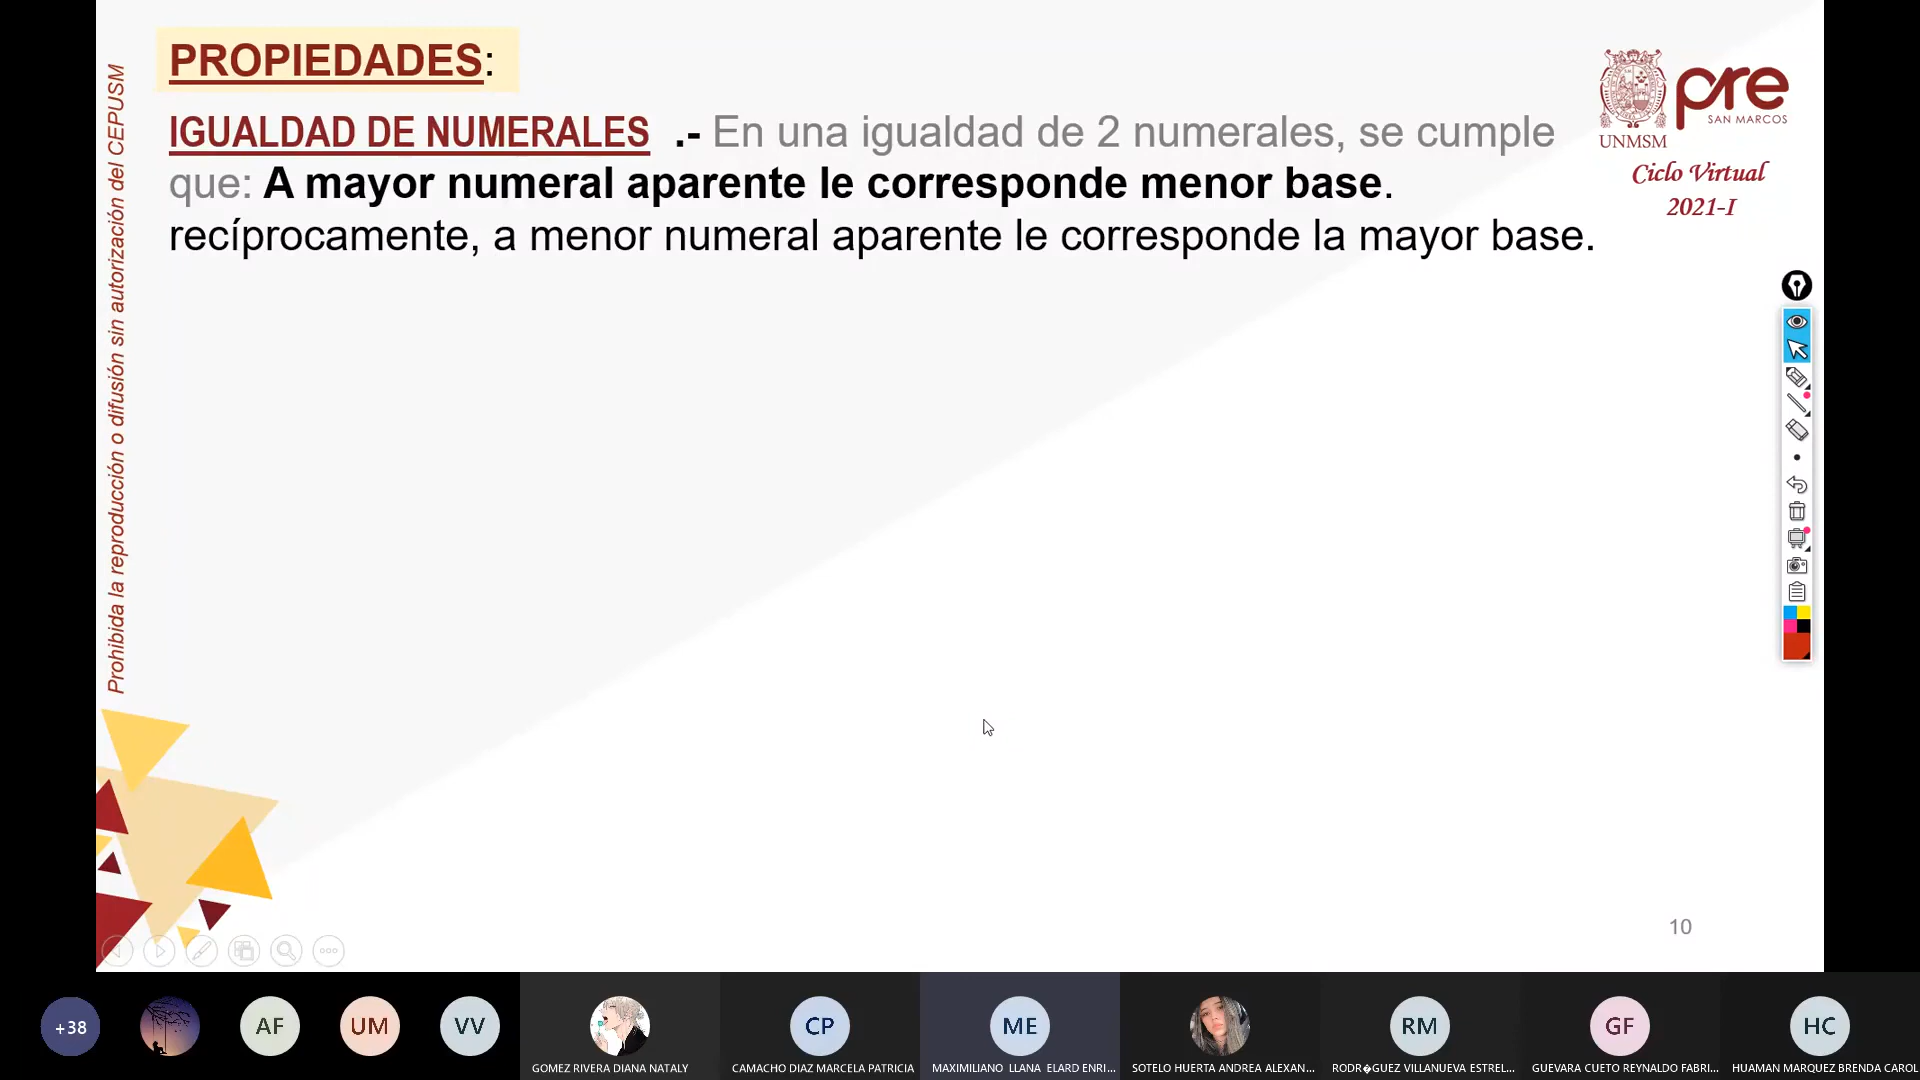 PROPIEDADES:
IGUALDAD DE NUMERALES .- En una igualdad de 2 numerales, se cumple
que: A mayor numeral aparente le corresponde menor base.
recíprocamente, a menor numeral aparente le corresponde la mayor base.
Prohibida la reproducción o difusión sin autorización del CEPUSM
UNMSM
pre
SAN MARCOS
Ciclo Virtual
2021-I
10
+38
AF
UM
VV
GOMEZ RIVERA DIANA NATALY
CP
CAMACHO DIAZ MARCELA PATRICIA
ME
MAXIMILIANO LLANA ELARD ENRI...
SOTELO HUERTA ANDREA ALEXAN...
RM
RODR�GUEZ VILLANUEVA ESTREL...
GF
GUEVARA CUETO REYNALDO FABRI...
HC
HUAMAN MARQUEZ BRENDA CAROL